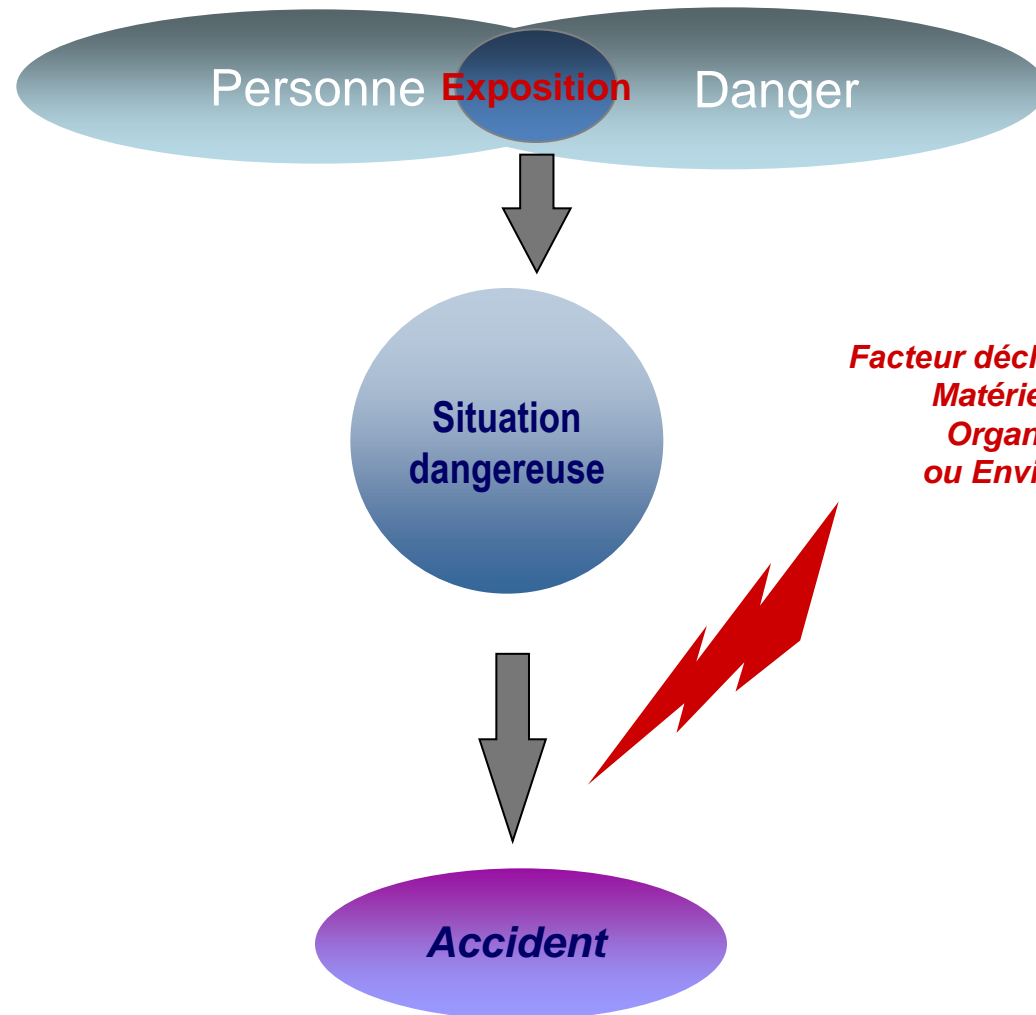 Personne Exposition Danger
Situation
dangereuse
Facteur
ou
Accident